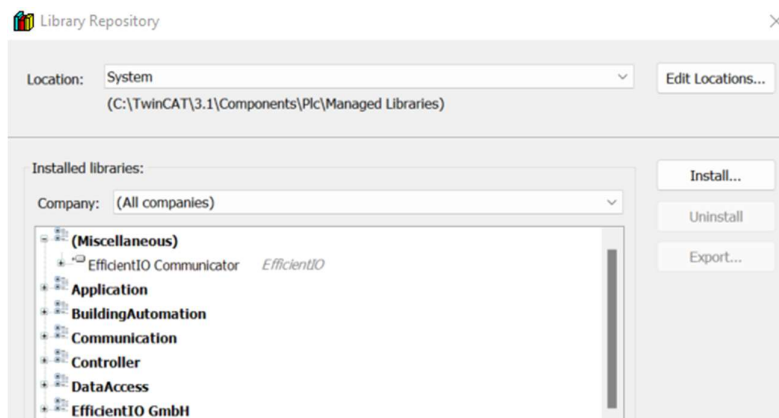 Library Repository
Location: System Edit Locations...
(C:\TwinCAT\3.1\Components\Plc\Managed Libraries)
Installed libraries:
Install...
Company: (All companies)
Uninstall
(Miscellaneous)
EfficientIO Communicator EfficientIO
Export...
Application
BuildingAutomation
Communication
Controller
DataAccess
EfficientIO GmbH